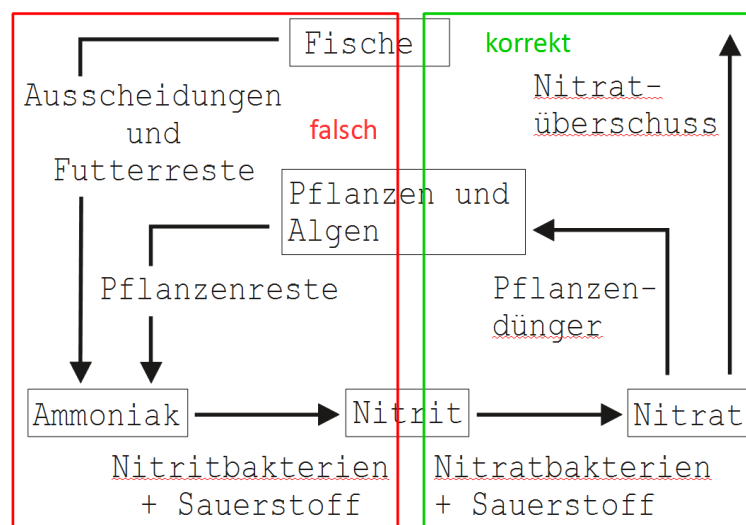 Fische
korrekt
Ausscheidungen
und
Futterreste
falsch
Nitrat-
überschuss
Pflanzen und
Algen
Pflanzenreste
Pflanzen-
dünger
Ammoniak
Nitrit
Nitrat
Nitritbakterien
+ Sauerstoff
Nitratbakterien
+ Sauerstoff